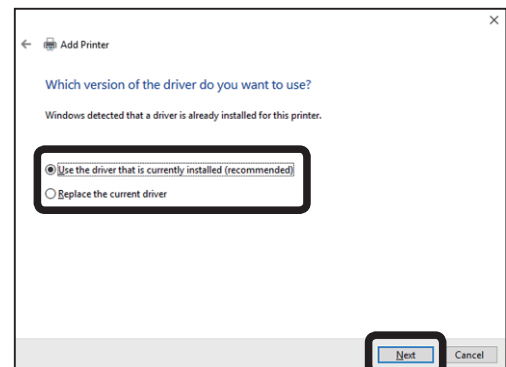 Add Printer
Which version of the driver do you want to use?
Windows detected that a driver is already installed for this printer.
Use the driver that is currently installed (recommended)
Replace the current driver
Next Cancel